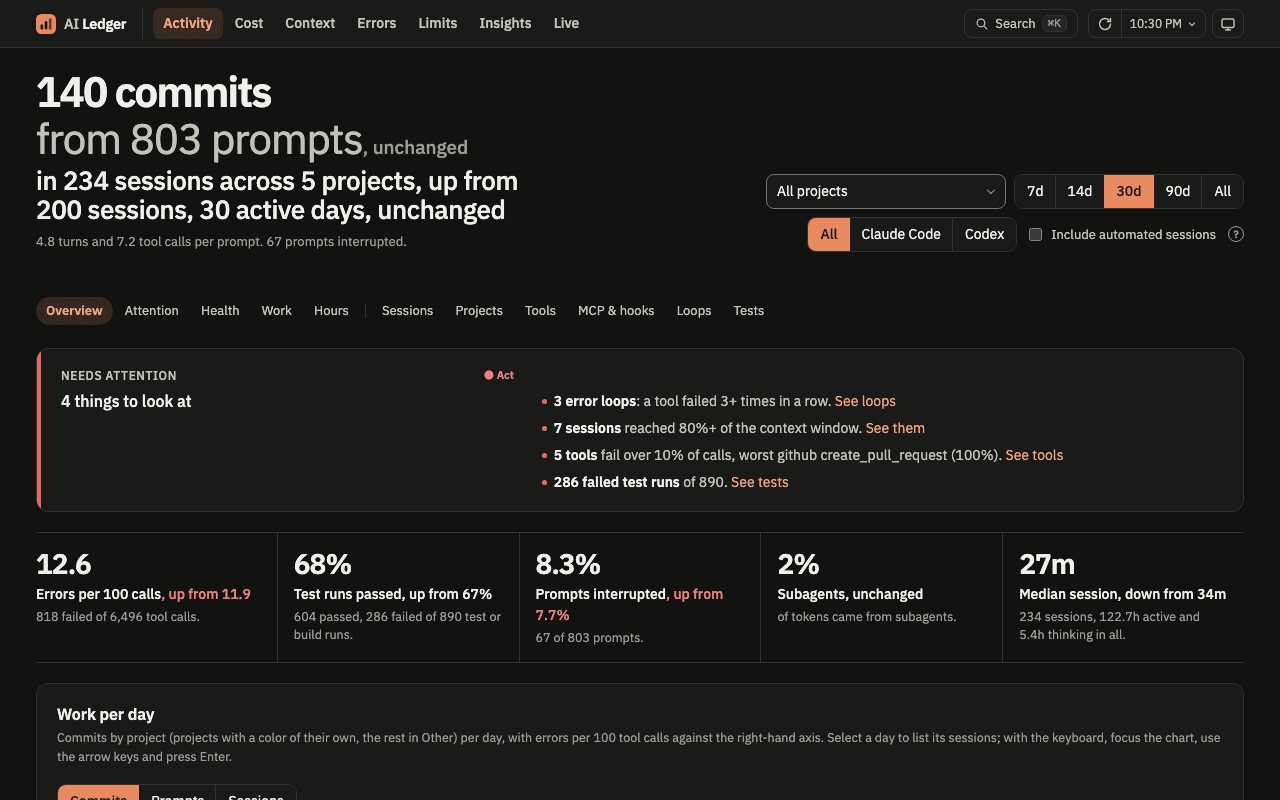 AI Ledger
Activity
Cost
Context
Errors
Limits
Insights
Live
Search ⌘K
10:30 PM
140 commits
from 803 prompts, unchanged
in 234 sessions across 5 projects, up from
200 sessions, 30 active days, unchanged
4.8 turns and 7.2 tool calls per prompt. 67 prompts interrupted.
All projects
7d
14d
30d
90d
All
All
Claude Code
Codex
Include automated sessions
?
Overview
Attention
Health
Work
Hours
Sessions
Projects
Tools
MCP & hooks
Loops
Tests
NEEDS ATTENTION
4 things to look at
Act
3 error loops: a tool failed 3+ times in a row. See loops
7 sessions reached 80%+ of the context window. See them
5 tools fail over 10% of calls, worst github create_pull_request (100%). See tools
286 failed test runs of 890. See tests
12.6
Errors per 100 calls, up from 11.9
818 failed of 6,496 tool calls.
68%
Test runs passed, up from 67%
604 passed, 286 failed of 890 test or
build runs.
8.3%
Prompts interrupted, up from
7.7%
67 of 803 prompts.
2%
Subagents, unchanged
of tokens came from subagents.
27m
Median session, down from 34m
234 sessions, 122.7h active and
5.4h thinking in all.
Work per day
Commits by project (projects with a color of their own, the rest in Other) per day, with errors per 100 tool calls against the right-hand axis. Select a day to list its sessions; with the keyboard, focus the chart, use
the arrow keys and press Enter.
Commits
Prompts
Sessions